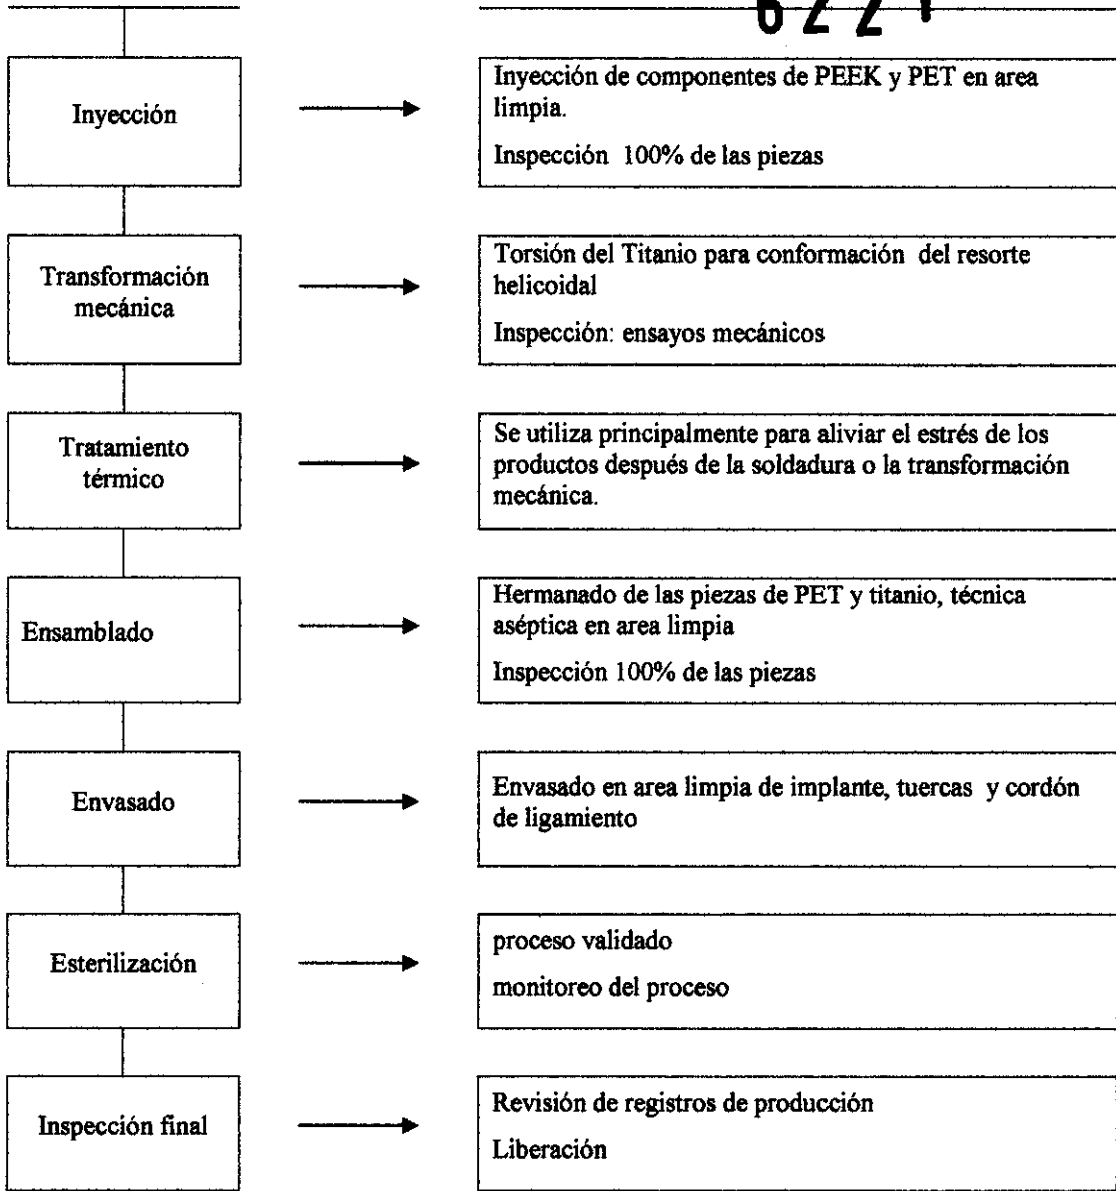 Inyección
Inyección de componentes de PEEK y PET en area
limpia.
Inspección 100% de las piezas
Transformación
mecánica
Torsión del Titanio para conformación del resorte
helicoidal
Inspección: ensayos mecánicos
Tratamiento
térmico
Se utiliza principalmente para aliviar el estrés de los
productos después de la soldadura o la transformación
mecánica.
Ensamblado
Hermanado de las piezas de PET y titanio, técnica
aséptica en area limpia
Inspección 100% de las piezas
Envasado
Envasado en area limpia de implante, tuercas y cordón
de ligamiento
Esterilización
proceso validado
monitoreo del proceso
Inspección final
Revisión de registros de producción
Liberación